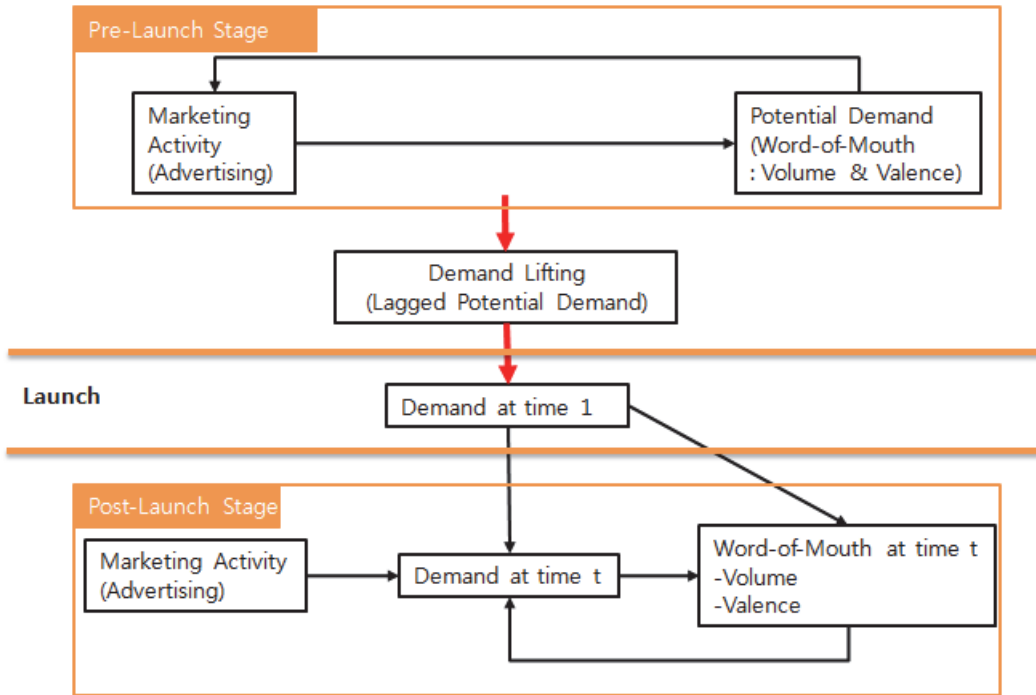 Pre-Launch Stage
Marketing
Activity
(Advertising)
Potential Demand
(Word-of-Mouth
: Volume & Valence)
Demand Lifting
(Lagged Potential Demand)
Launch
Demand at time 1
Post-Launch Stage
Marketing Activity
(Advertising)
Demand at time t
Word-of-Mouth at time t
-Volume
-Valence